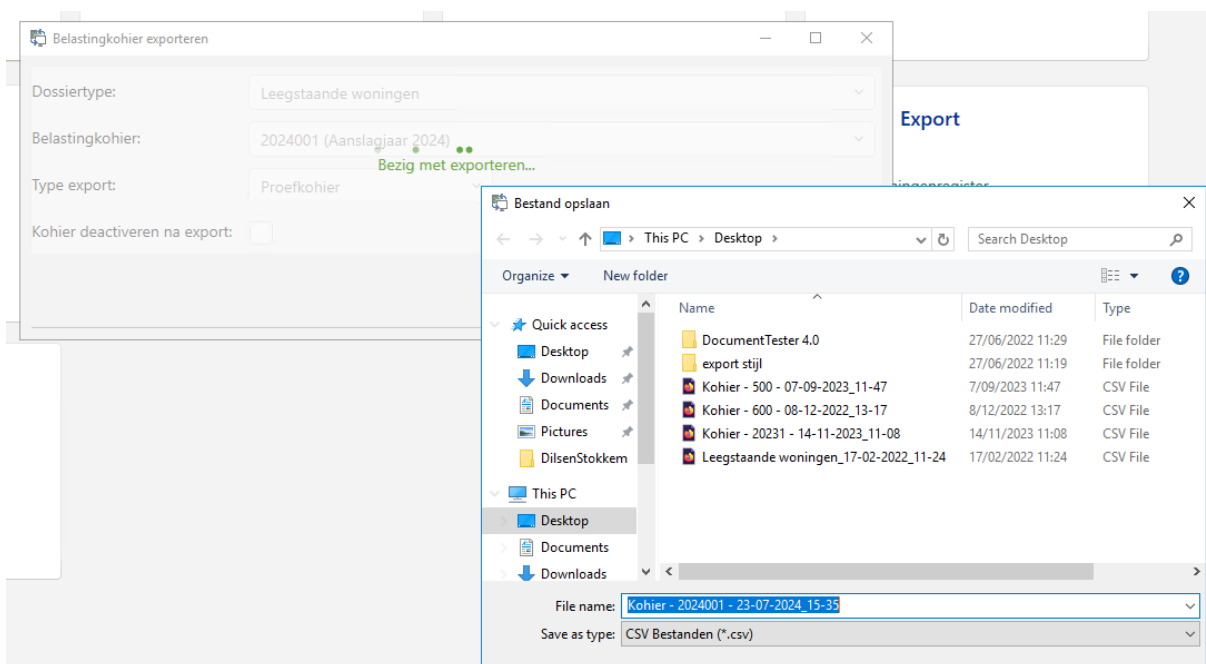 Belastingkohier exporteren
Dossiertype:
Leegstaande woningen
Belastingkohier:
2024001 (Aanslagjaar 2024)
Bezig met exporteren...
Type export:
Proefkohier
Kohier deactiveren na export:
Export
Bestand opslaan
This PC > Desktop >
Search Desktop
Organize
New folder
Name
Date modified
Type
Quick access
Desktop
Downloads
Documents
Pictures
DilsenStokkem
This PC
Desktop
Documents
Downloads
DocumentTester 4.0 27/06/2022 11:29 File folder
export stijl 27/06/2022 11:19 File folder
Kohier - 500 - 07-09-2023_11-47 7/09/2023 11:47 CSV File
Kohier - 600 - 08-12-2022_13-17 8/12/2022 13:17 CSV File
Kohier - 20231 - 14-11-2023_11-08 14/11/2023 11:08 CSV File
Leegstaande woningen_17-02-2022_11-24 17/02/2022 11:24 CSV File
File name: Kohier - 2024001 - 23-07-2024_15-35
Save as type: CSV Bestanden (*.csv)